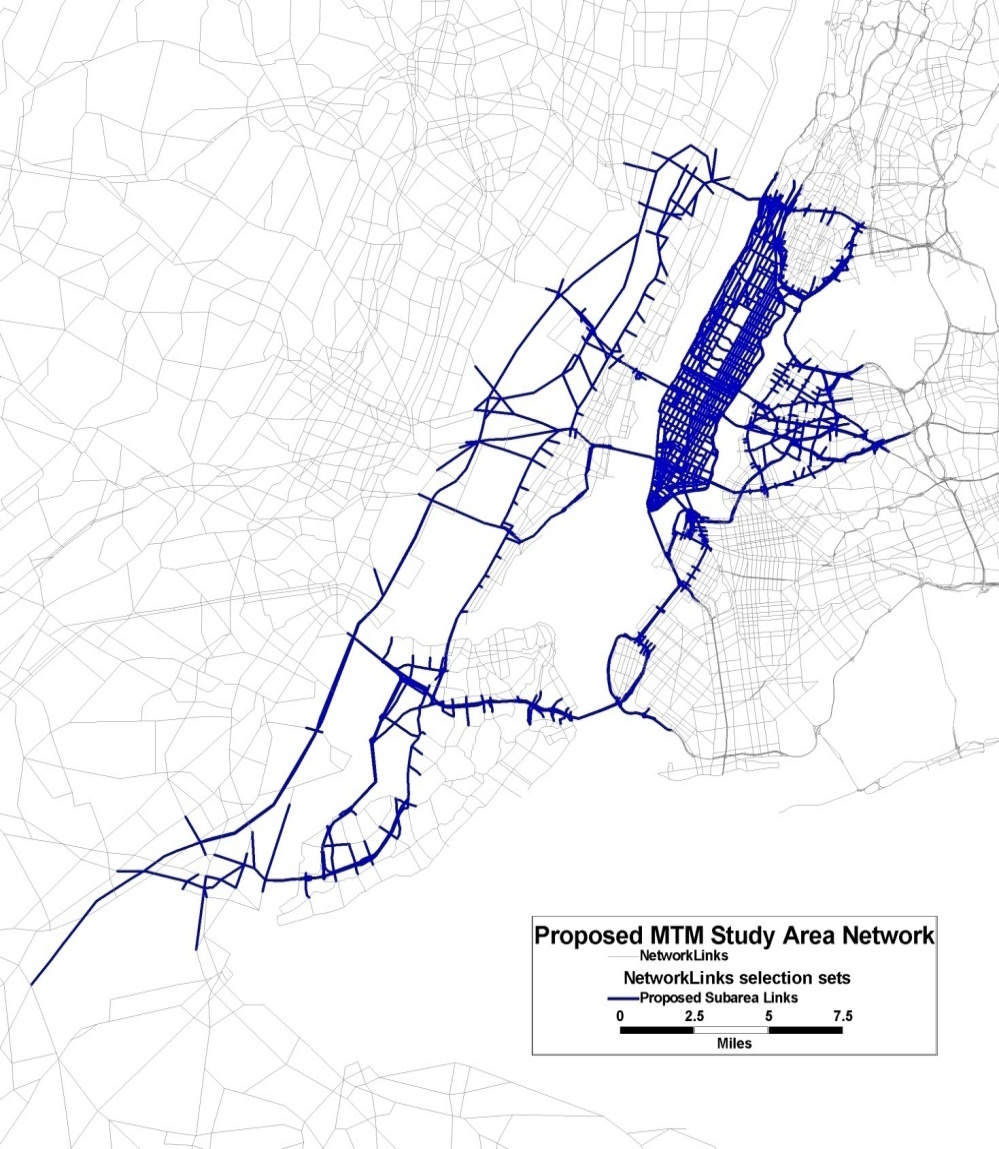 Proposed MTM Study Area Network
NetworkLinks
NetworkLinks selection sets
Proposed Subarea Links
0 2.5 5 7.5
Miles